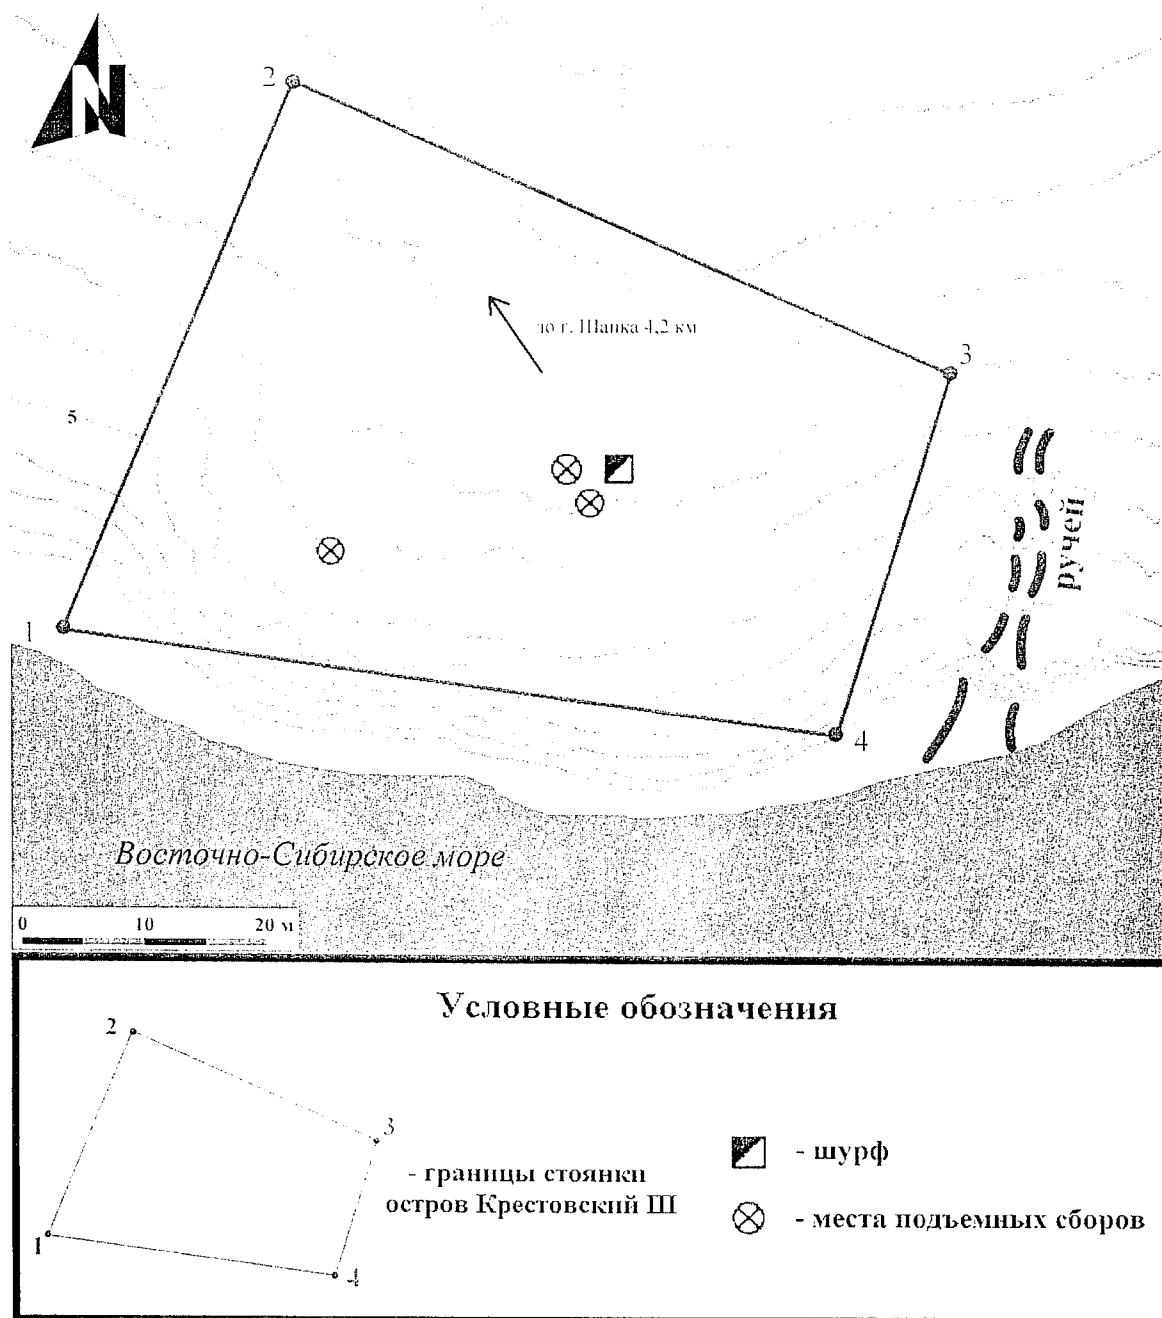 N
2
до г. Шапка 4,2 км
3
5
ручей
1
4
Восточно-Сибирское море
0 10 20 м
Условные обозначения
2
3
- границы стоянки
остров Крестовский III
1
4
- шурф
- места подъемных сборов